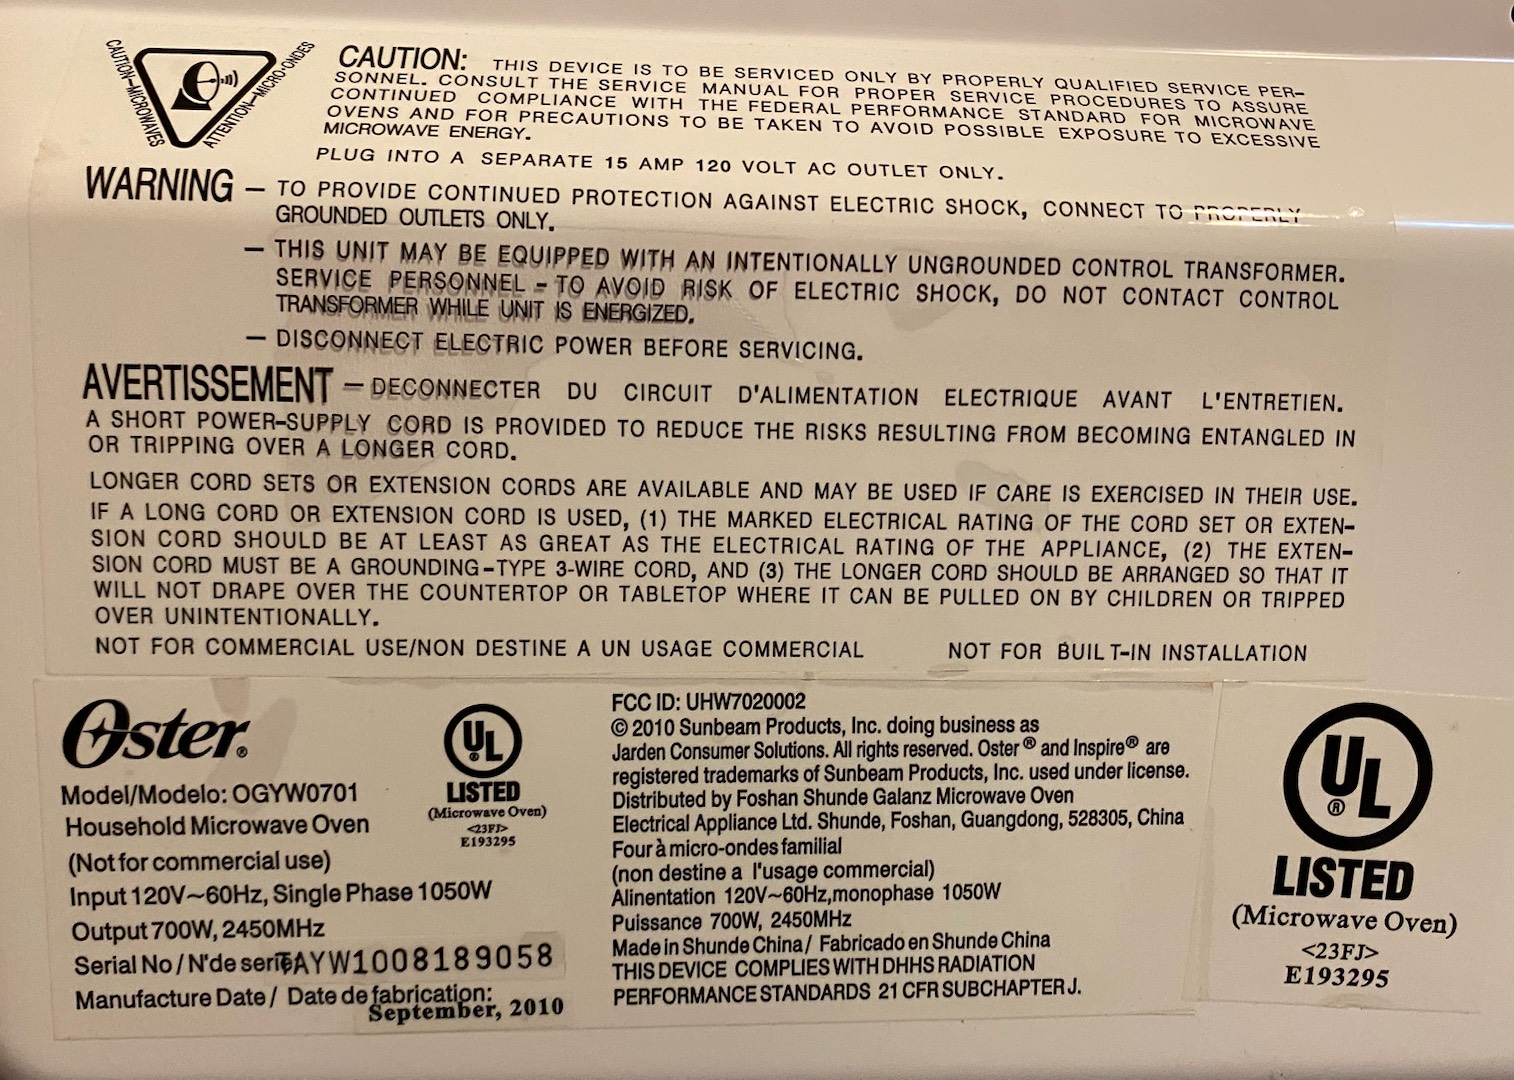 CAUTION-MICROWAVES
ATTENTION-MICRO-ONDES
CAUTION: THIS DEVICE IS TO BE SERVICED ONLY BY PROPERLY QUALIFIED SERVICE PER-
SONNEL. CONSULT THE SERVICE MANUAL FOR PROPER SERVICE PROCEDURES TO ASSURE
CONTINUED COMPLIANCE WITH THE FEDERAL PERFORMANCE STANDARD FOR MICROWAVE
OVENS AND FOR PRECAUTIONS TO BE TAKEN TO AVOID POSSIBLE EXPOSURE TO EXCESSIVE
MICROWAVE ENERGY.
PLUG INTO A SEPARATE 15 AMP 120 VOLT AC OUTLET ONLY.
WARNING – TO PROVIDE CONTINUED PROTECTION AGAINST ELECTRIC SHOCK, CONNECT TO PROPERLY
GROUNDED OUTLETS ONLY.
– THIS UNIT MAY BE EQUIPPED WITH AN INTENTIONALLY UNGROUNDED CONTROL TRANSFORMER.
SERVICE PERSONNEL - TO AVOID RISK OF ELECTRIC SHOCK, DO NOT CONTACT CONTROL
TRANSFORMER WHILE UNIT IS ENERGIZED.
– DISCONNECT ELECTRIC POWER BEFORE SERVICING.
AVERTISSEMENT – DECONNECTER DU CIRCUIT D'ALIMENTATION ELECTRIQUE AVANT L'ENTRETIEN.
A SHORT POWER-SUPPLY CORD IS PROVIDED TO REDUCE THE RISKS RESULTING FROM BECOMING ENTANGLED IN
OR TRIPPING OVER A LONGER CORD.
LONGER CORD SETS OR EXTENSION CORDS ARE AVAILABLE AND MAY BE USED IF CARE IS EXERCISED IN THEIR USE.
IF A LONG CORD OR EXTENSION CORD IS USED, (1) THE MARKED ELECTRICAL RATING OF THE CORD SET OR EXTEN-
SION CORD SHOULD BE AT LEAST AS GREAT AS THE ELECTRICAL RATING OF THE APPLIANCE, (2) THE EXTEN-
SION CORD MUST BE A GROUNDING-TYPE 3-WIRE CORD, AND (3) THE LONGER CORD SHOULD BE ARRANGED SO THAT IT
WILL NOT DRAPE OVER THE COUNTERTOP OR TABLETOP WHERE IT CAN BE PULLED ON BY CHILDREN OR TRIPPED
OVER UNINTENTIONALLY.
NOT FOR COMMERCIAL USE/NON DESTINE A UN USAGE COMMERCIAL NOT FOR BUILT-IN INSTALLATION
Oster®
Model/Modelo: OGYW0701
Household Microwave Oven
(Not for commercial use)
Input 120V~60Hz, Single Phase 1050W
Output 700W, 2450MHz
Serial No / N'de serie: TAYW1008189058
Manufacture Date / Date de fabrication:
September, 2010
UL
LISTED
(Microwave Oven)
<23FJ>
E193295
FCC ID: UHW7020002
© 2010 Sunbeam Products, Inc. doing business as
Jarden Consumer Solutions. All rights reserved. Oster ® and Inspire® are
registered trademarks of Sunbeam Products, Inc. used under license.
Distributed by Foshan Shunde Galanz Microwave Oven
Electrical Appliance Ltd. Shunde, Foshan, Guangdong, 528305, China
Four à micro-ondes familial
(non destine a l'usage commercial)
Alinentation 120V~60Hz,monophase 1050W
Puissance 700W, 2450MHz
Made in Shunde China / Fabricado en Shunde China
THIS DEVICE COMPLIES WITH DHHS RADIATION
PERFORMANCE STANDARDS 21 CFR SUBCHAPTER J.
UL®
LISTED
(Microwave Oven)
<23FJ>
E193295